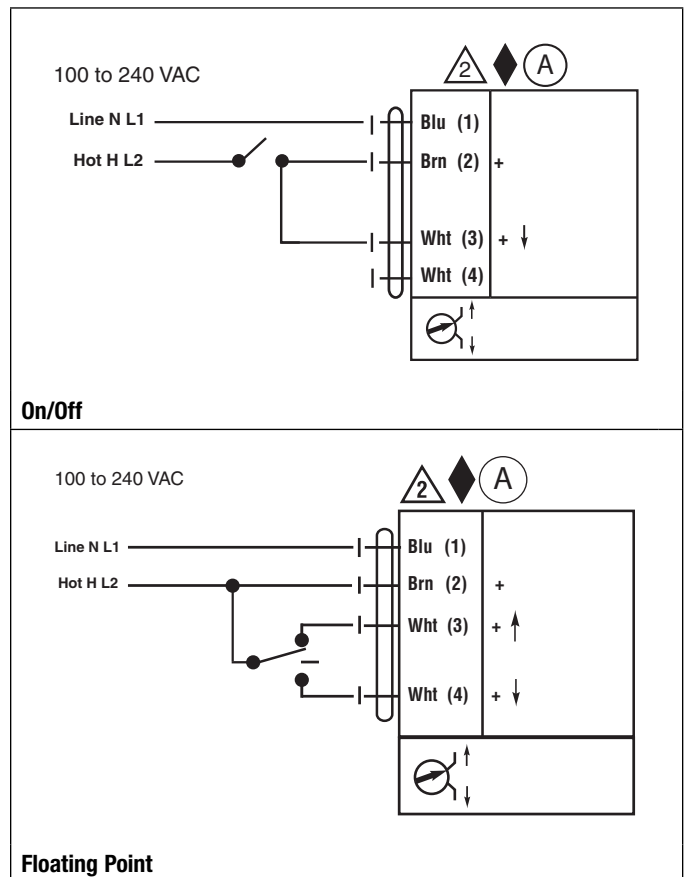 100 to 240 VAC
2 A
Line N L1
Hot H L2
Blu (1)
Brn (2) +
Wht (3) + ↓
Wht (4)
On/Off
100 to 240 VAC
2 A
Line N L1
Hot H L2
Blu (1)
Brn (2) +
Wht (3) + ↑
Wht (4) + ↓
Floating Point